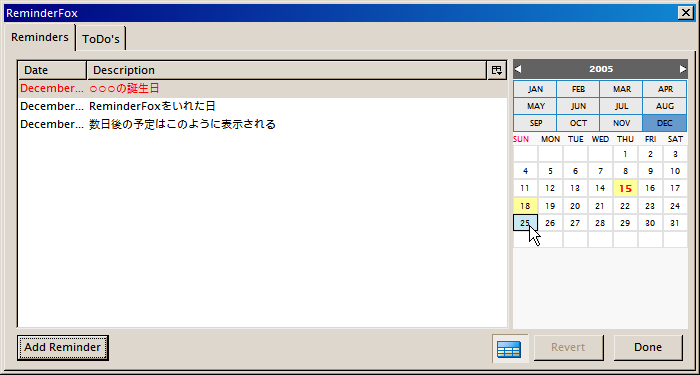 ReminderFox
Reminders ToDo's
Date Description
December... ○○○の誕生日
December... ReminderFoxをいれた日
December... 数日後の予定はこのように表示される
2005
JAN FEB MAR APR
MAY JUN JUL AUG
SEP OCT NOV DEC
SUN MON TUE WED THU FRI SAT
1 2 3
4 5 6 7 8 9 10
11 12 13 14 15 16 17
18 19 20 21 22 23 24
25 26 27 28 29 30 31
Add Reminder Revert Done